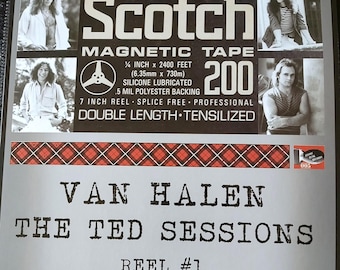 Scotch
MAGNETIC TAPE
¼ INCH x 2400 FEET
(6.35mm x 730m)
SILICONE LUBRICATED
.5 MIL POLYESTER BACKING
200
7 INCH REEL - SPLICE FREE - PROFESSIONAL
DOUBLE LENGTH - TENSILIZED
VAN HALEN
THE TED SESSIONS
REEL #1